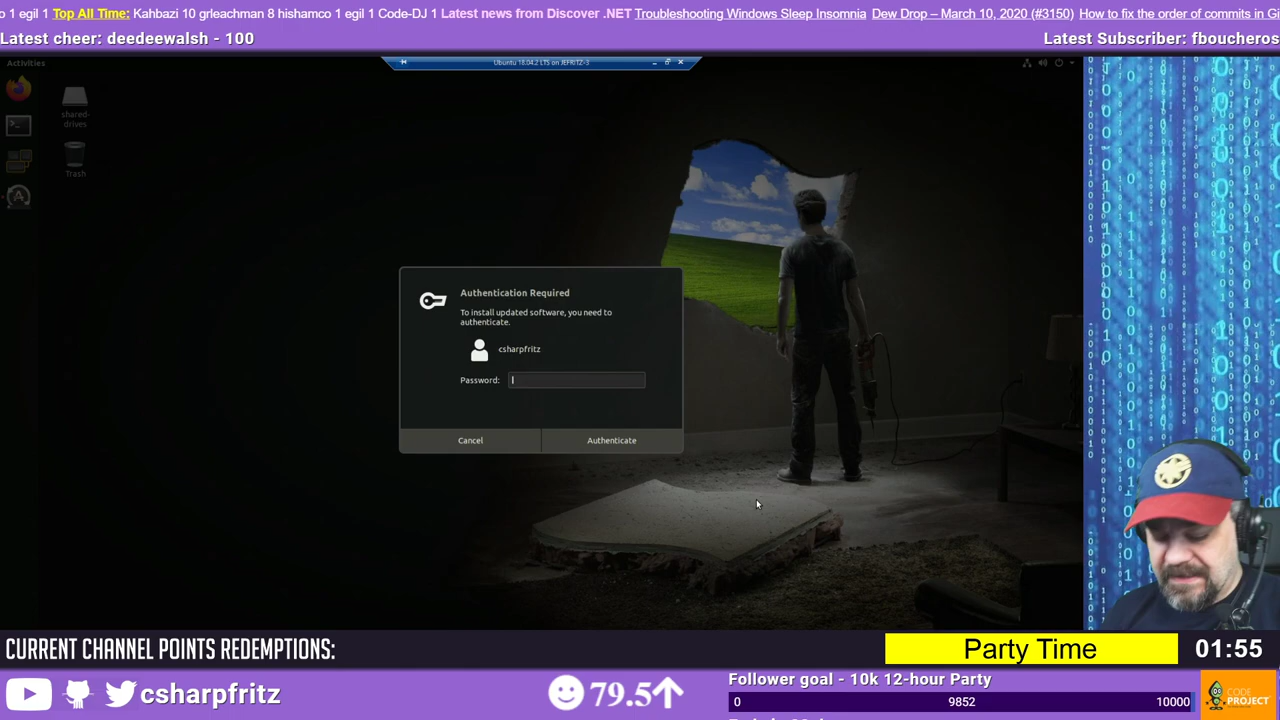 o 1 egil 1 Top All Time: Kahbazi 10 grleachman 8 hishamco 1 egil 1 Code-DJ 1 Latest news from Discover .NET Troubleshooting Windows Sleep Insomnia Dew Drop – March 10, 2020 (#3150) How to fix the order of commits in Gi
Latest cheer: deedeewalsh - 100
Latest Subscriber: fboucheros
Activities
Ubuntu 18.04.2 LTS on JEFRITZ-3
shared-
drives
Trash
Authentication Required
To install updated software, you need to
authenticate.
csharpfritz
Password:
Cancel
Authenticate
CURRENT CHANNEL POINTS REDEMPTIONS:
Party Time
01:55
csharpfritz
79.5
Follower goal - 10k 12-hour Party
0
9852
10000
CODE
PROJECT